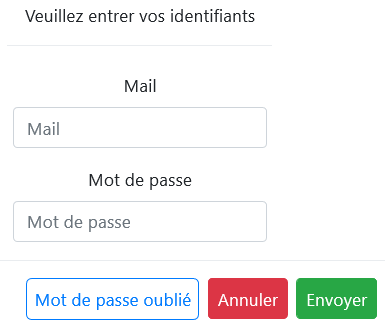 Veuillez entrer vos identifiants
Mail
Mail
Mot de passe
Mot de passe
Mot de passe oublié Annuler Envoyer